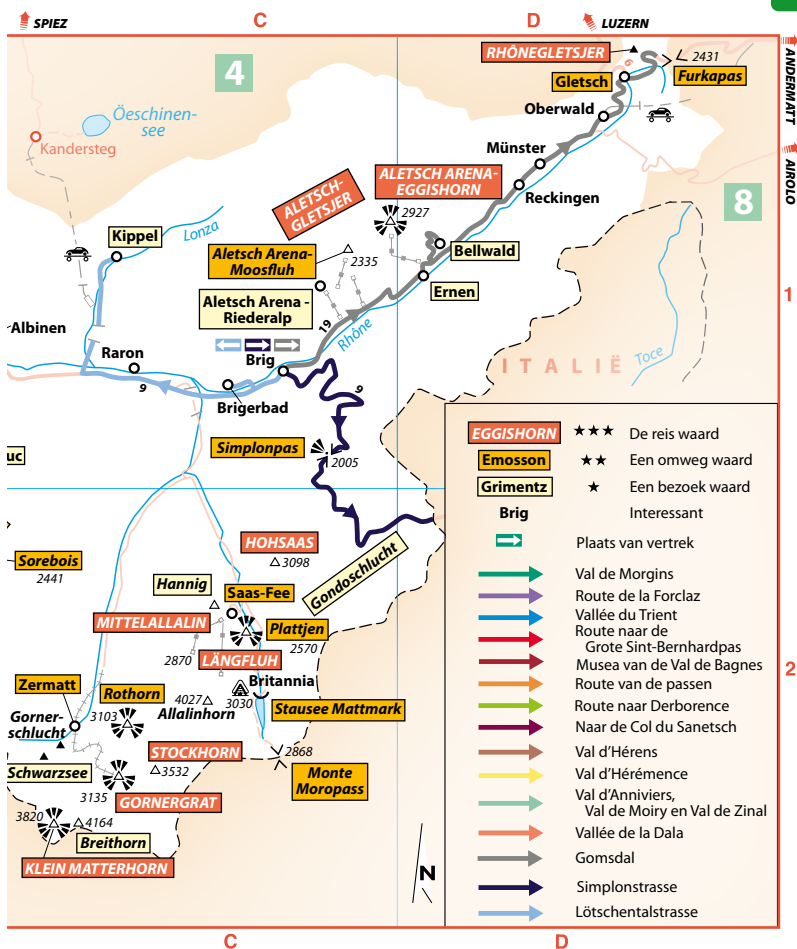 SPIEZ
C
D
LUZERN
ANDERMATT
AIROLO
RHÔNEGLETSJER
2431
6
Gletsch
Furkapas
4
Öeschinen-
see
Kandersteg
Oberwald
Münster
Reckingen
ALETSCH ARENA-
EGGISHORN
2927
8
ALETSCH-
GLETSJER
Kippel
Lonza
Aletsch Arena-
Moosfluh
2335
Bellwald
Ernen
Aletsch Arena -
Riederalp
19
Rhône
1
Albinen
Raron
Brig
9
Brigerbad
9
ITALIË
Toce
Simplonpas
2005
uc
HOHSAAS
3098
Gondoschlucht
Sorebois
2441
Hannig
Saas-Fee
MITTELALLALIN
Plattjen
2570
2870
LÄNGFLUH
Britannia
3030
4027
Allalinhorn
Stausee Mattmark
Zermatt
Rothorn
3103
Gorner-
schlucht
STOCKHORN
3532
2868
Monte
Moropass
Schwarzsee
3135
GORNERGRAT
3820
4164
Breithorn
KLEIN MATTERHORN
N
EGGISHORN ★★★ De reis waard
Emosson ★★ Een omweg waard
Grimentz ★ Een bezoek waard
Brig Interessant
Plaats van vertrek
Val de Morgins
Route de la Forclaz
Vallée du Trient
Route naar de
Grote Sint-Bernhardpas
Musea van de Val de Bagnes
Route van de passen
Route naar Derborence
Naar de Col du Sanetsch
Val d'Hérens
Val d'Hérémence
Val d'Anniviers,
Val de Moiry en Val de Zinal
Vallée de la Dala
Gomsdal
Simplonstrasse
Lötschentalstrasse
2
C
D